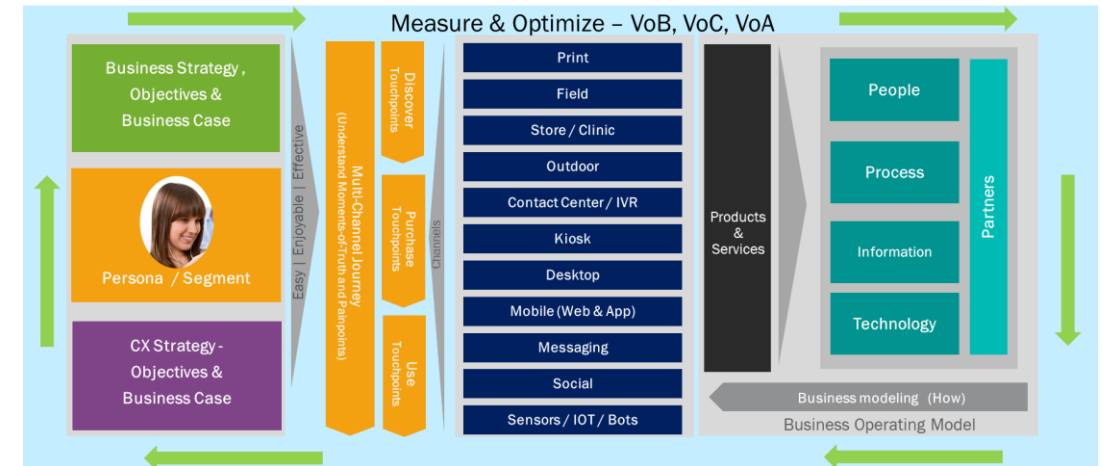 Measure & Optimize – VoB, VoC, VoA
Business Strategy,
Objectives &
Business Case
Persona / Segment
CX Strategy -
Objectives &
Business Case
Easy | Enjoyable | Effective
Multi-Channel Journey
(Understand Moments-of-Truth and Painpoints)
Discover
Touchpoints
Purchase
Touchpoints
Use
Touchpoints
Channels
Print
Field
Store / Clinic
Outdoor
Contact Center / IVR
Kiosk
Desktop
Mobile (Web & App)
Messaging
Social
Sensors / IOT / Bots
Products
&
Services
People
Process
Information
Technology
Partners
Business modeling (How)
Business Operating Model